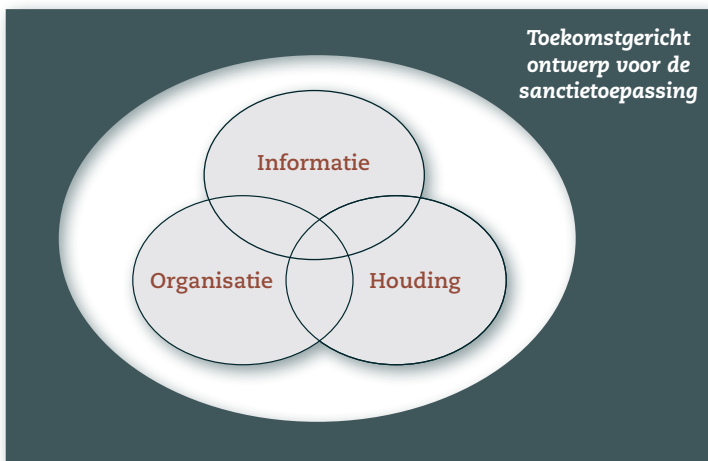 Toekomstgericht
ontwerp voor de
sanctietoepassing
Informatie
Organisatie
Houding